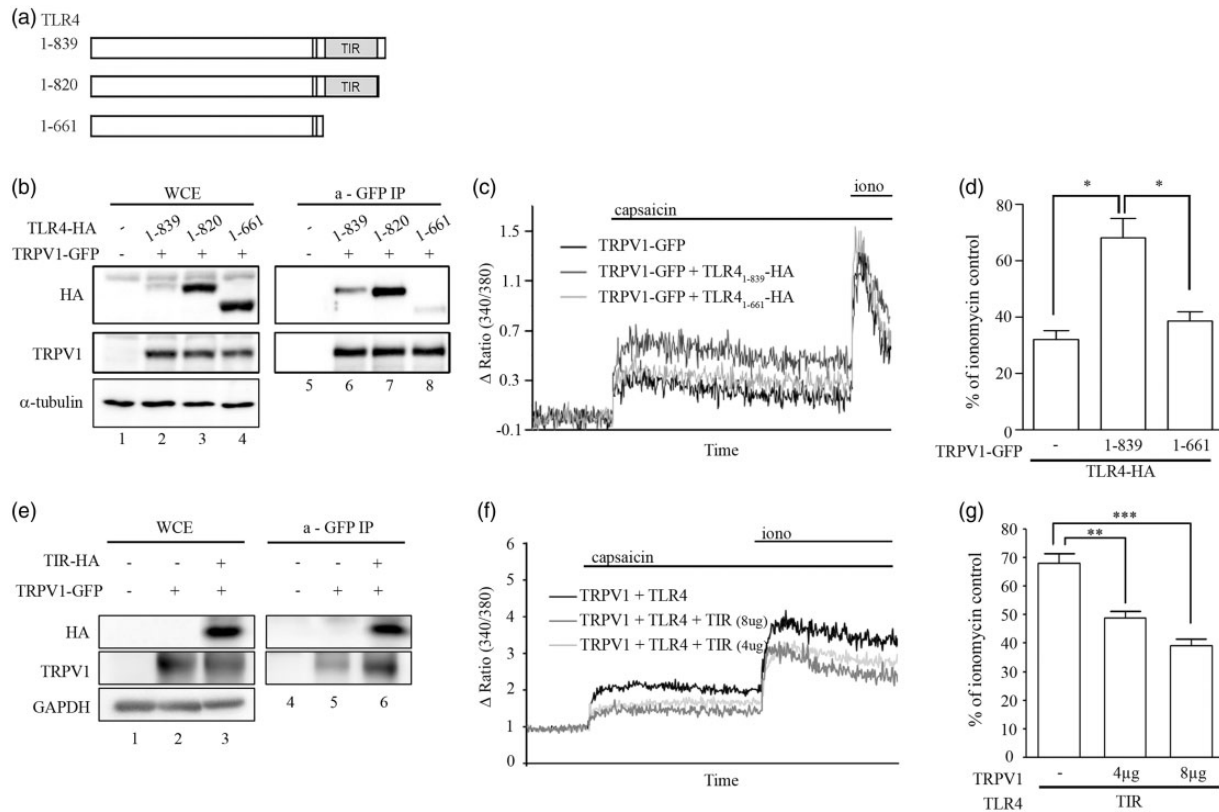 (a)
TLR4
1-839
TIR
1-820
TIR
1-661
(b)
WCE
a - GFP IP
TLR4-HA - 1-839 1-820 1-661 - 1-839 1-820 1-661
TRPV1-GFP - + + + - + + +
HA
TRPV1
α-tubulin
1 2 3 4
5 6 7 8
(c)
iono
capsaicin
TRPV1-GFP
TRPV1-GFP + TLR41-839-HA
TRPV1-GFP + TLR41-661-HA
Δ Ratio (340/380)
1.5
1.1
0.7
0.3
-0.1
Time
(d)
* *
% of ionomycin control
80
60
40
20
0
TRPV1-GFP - 1-839 1-661
TLR4-HA
(e)
WCE
a - GFP IP
TIR-HA - - + - - +
TRPV1-GFP - + + - + +
HA
TRPV1
GAPDH
1 2 3
4 5 6
(f)
iono
capsaicin
TRPV1 + TLR4
TRPV1 + TLR4 + TIR (8ug)
TRPV1 + TLR4 + TIR (4ug)
Δ Ratio (340/380)
6
5
4
3
2
1
0
Time
(g)
***
**
% of ionomycin control
80
70
60
50
40
30
20
10
0
TRPV1 - 4µg 8µg
TLR4 TIR